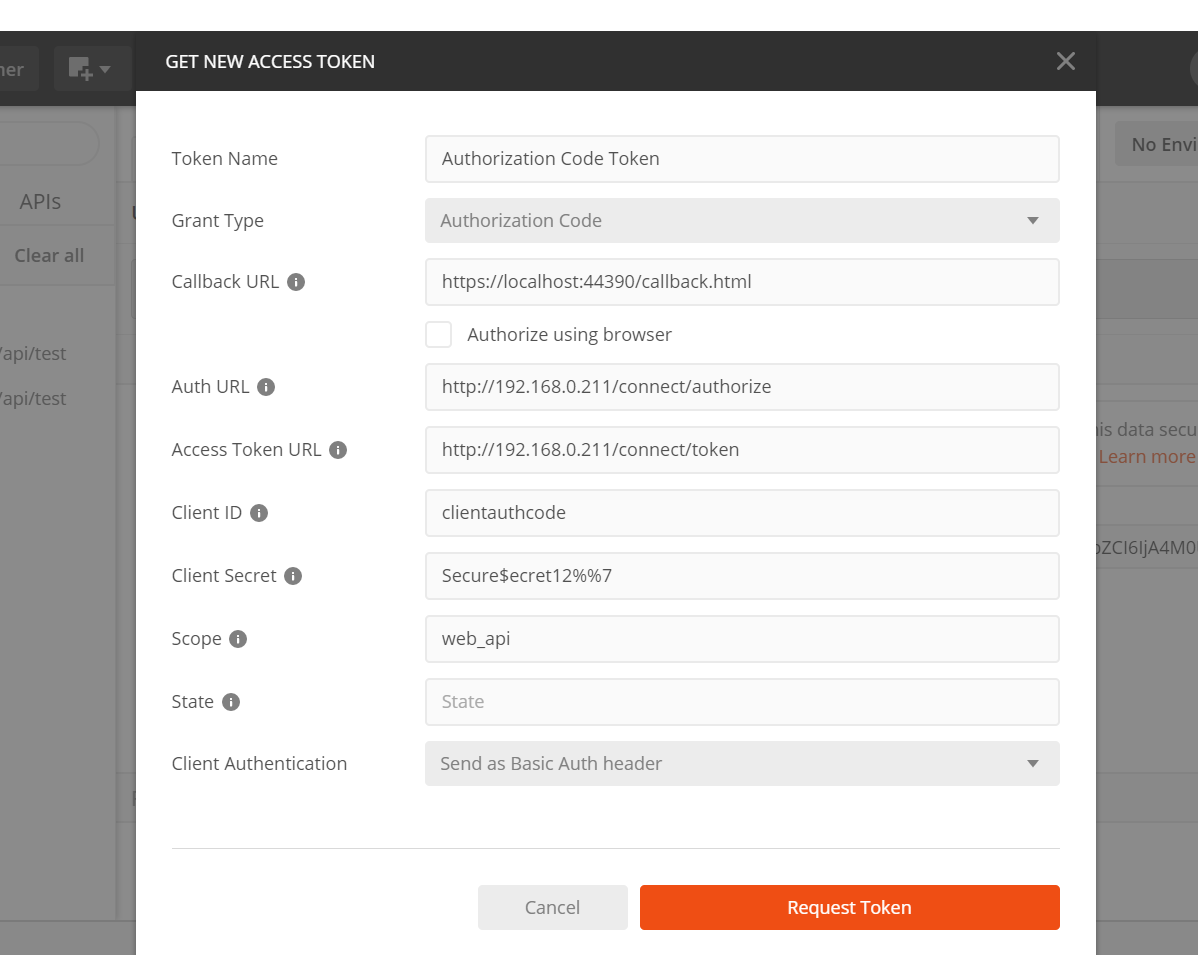 GET NEW ACCESS TOKEN
Token Name
Authorization Code Token
No Envi
APIs
Grant Type
Authorization Code
Clear all
Callback URL
https://localhost:44390/callback.html
Authorize using browser
/api/test
Auth URL
http://192.168.0.211/connect/authorize
/api/test
his data secu
Access Token URL
http://192.168.0.211/connect/token
Learn more
Client ID
clientauthcode
ZCI6IjA4M0
Client Secret
Secure$ecret12%%7
Scope
web_api
State
State
Client Authentication
Send as Basic Auth header
Cancel
Request Token